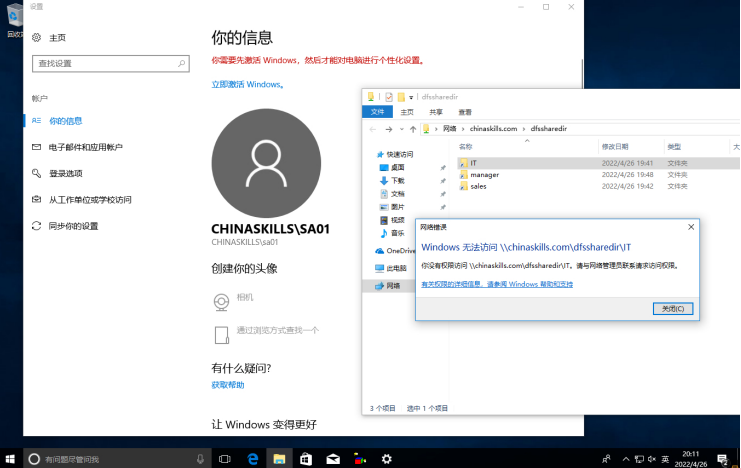 设置
回收
主页
查找设置
帐户
你的信息
电子邮件和应用帐户
登录选项
从工作单位或学校访问
同步你的设置
你的信息
你需要先激活 Windows，然后才能对电脑进行个性化设置。
立即激活 Windows。
CHINASKILLS\SA01
CHINASKILLS\sa01
创建你的头像
相机
通过浏览方式查找一个
有什么疑问?
获取帮助
让 Windows 变得更好
dfssharedir
文件 主页 共享 查看
网络 › chinaskills.com › dfssharedir
名称 修改日期 类型 大
快速访问
桌面
下载
文档
图片
视频
音乐
OneDrive
此电脑
网络
IT 2022/4/26 19:41 文件夹
manager 2022/4/26 19:48 文件夹
sales 2022/4/26 19:42 文件夹
网络错误
Windows 无法访问 \\chinaskills.com\dfssharedir\IT
你没有权限访问 \\chinaskills.com\dfssharedir\IT。请与网络管理员联系请求访问权限。
有关权限的详细信息，请参阅 Windows 帮助和支持
关闭(C)
3 个项目 选中 1 个项目
有问题尽管问我
英
20:11
2022/4/26